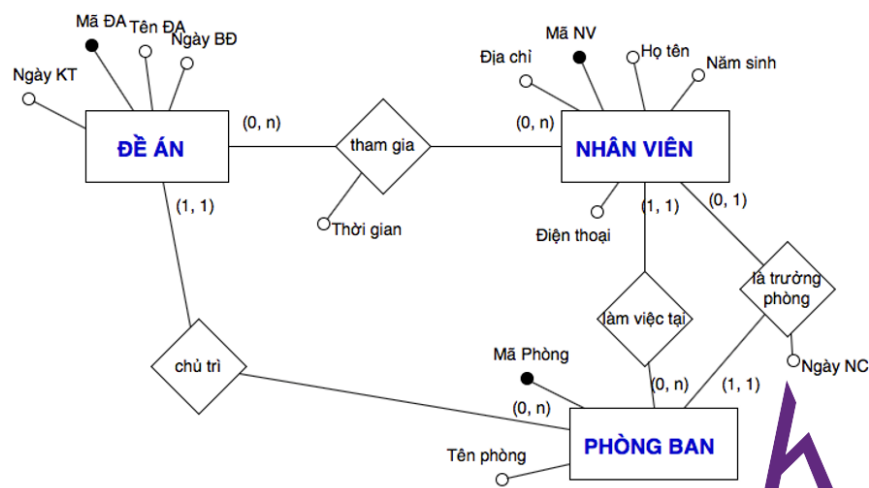 Mã ĐA
Tên ĐA
Ngày BĐ
Ngày KT
Mã NV
Họ tên
Địa chỉ
Năm sinh
(0, n)
(0, n)
ĐỀ ÁN
tham gia
NHÂN VIÊN
(1, 1)
(1, 1)
(0, 1)
Thời gian
Điện thoại
là trưởng
phòng
làm việc tại
chủ trì
Mã Phòng
Ngày NC
(0, n)
(1, 1)
(0, n)
PHÒNG BAN
Tên phòng